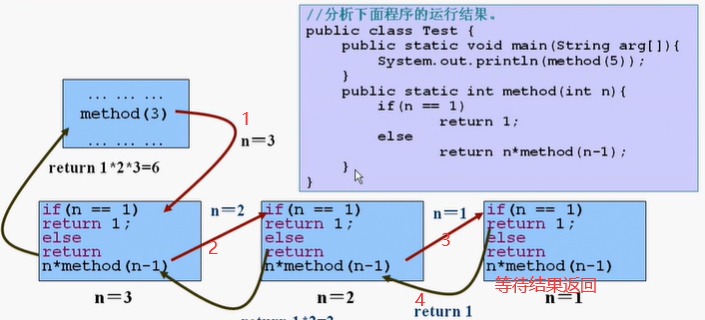 //分析下面程序的运行结果。
public class Test {
public static void main(String arg[]){
System.out.println(method(5));
}
public static int method(int n){
if(n == 1)
return 1;
else
return n*method(n-1);
}
}
... ... ...
method(3)
... ... ...
1
n=3
return 1*2*3=6
if(n == 1)
return 1;
else
return
n*method(n-1)
n=3
n=2
2
if(n == 1)
return 1;
else
return
n*method(n-1)
n=2
n=1
3
if(n == 1)
return 1;
else
return
n*method(n-1)
等待结果返回
n=1
4
return 1